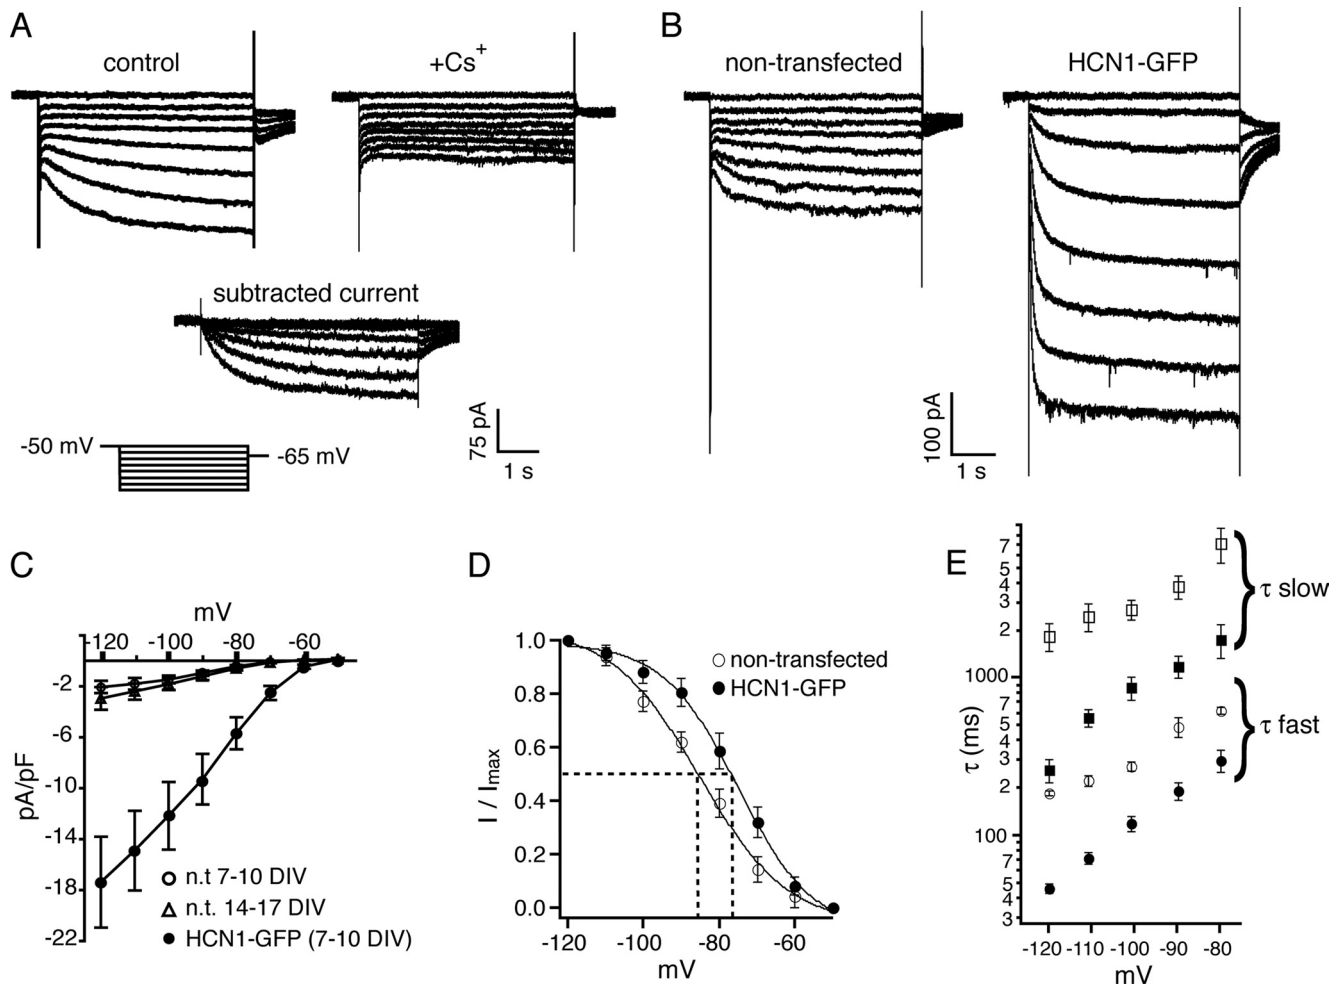 A
control
+Cs+
subtracted current
-50 mV
-65 mV
75 pA
1 s
B
non-transfected
HCN1-GFP
100 pA
1 s
C
mV
-120 -100 -80 -60
-2
-6
-10
-14
-18
-22
pA/pF
n.t 7-10 DIV
n.t. 14-17 DIV
HCN1-GFP (7-10 DIV)
D
1.0
0.8
0.6
0.4
0.2
0.0
I / Imax
non-transfected
HCN1-GFP
-120 -100 -80 -60
mV
E
7
5
4
3
2
1000
7
5
4
3
2
100
7
5
4
3
τ (ms)
τ slow
τ fast
-120 -110 -100 -90 -80
mV